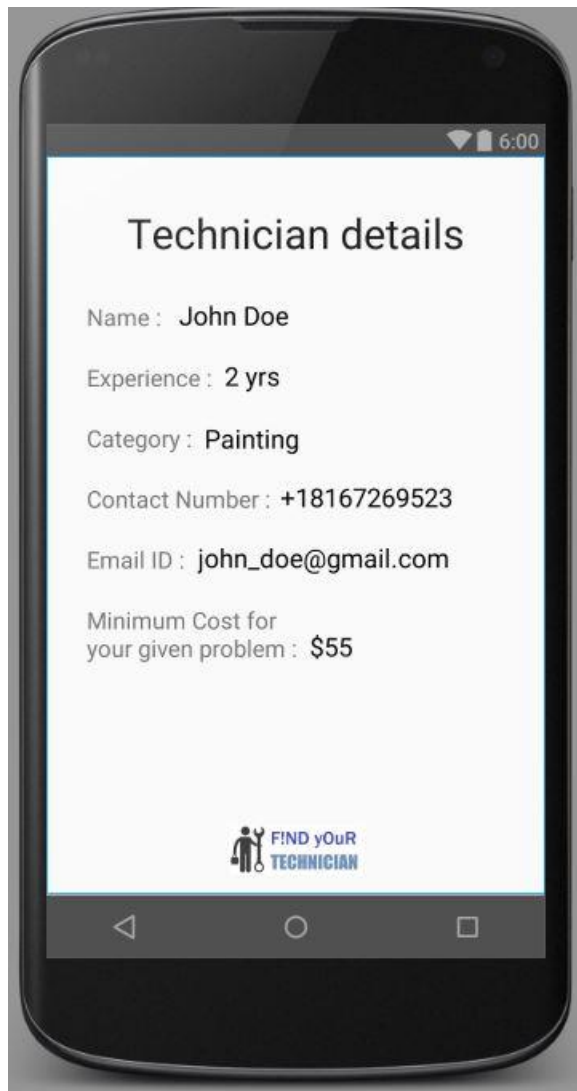 6:00
Technician details
Name : John Doe
Experience : 2 yrs
Category : Painting
Contact Number : +18167269523
Email ID : john_doe@gmail.com
Minimum Cost for
your given problem : $55
F!ND yOuR
TECHNICIAN